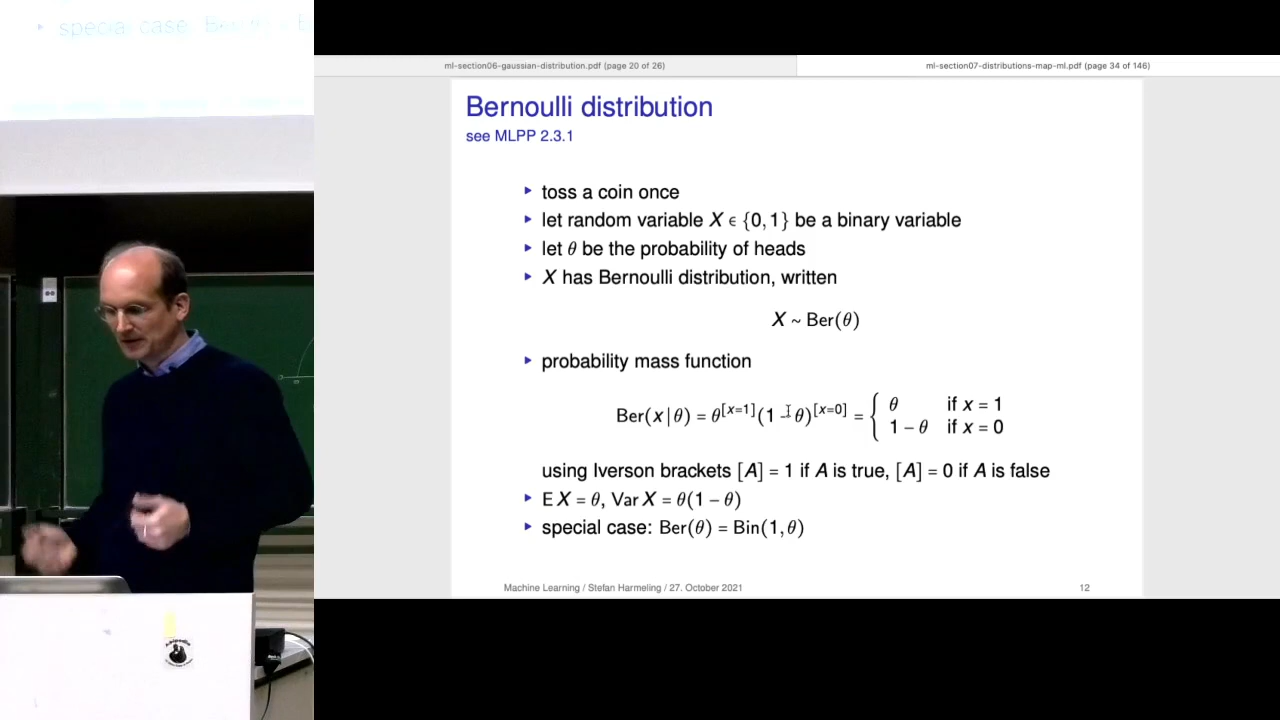 special case: Ber(θ) = B
ml-section06-gaussian-distribution.pdf (page 20 of 26)
ml-section07-distributions-map-ml.pdf (page 34 of 146)
Bernoulli distribution
see MLPP 2.3.1
▸ toss a coin once
▸ let random variable X ∈ {0, 1} be a binary variable
▸ let θ be the probability of heads
▸ X has Bernoulli distribution, written
X ~ Ber(θ)
▸ probability mass function
Ber(x | θ) = θ^[x=1] (1 − θ)^[x=0] = { θ if x = 1
1 − θ if x = 0
using Iverson brackets [A] = 1 if A is true, [A] = 0 if A is false
▸ E X = θ, Var X = θ(1 − θ)
▸ special case: Ber(θ) = Bin(1, θ)
Machine Learning / Stefan Harmeling / 27. October 2021
12